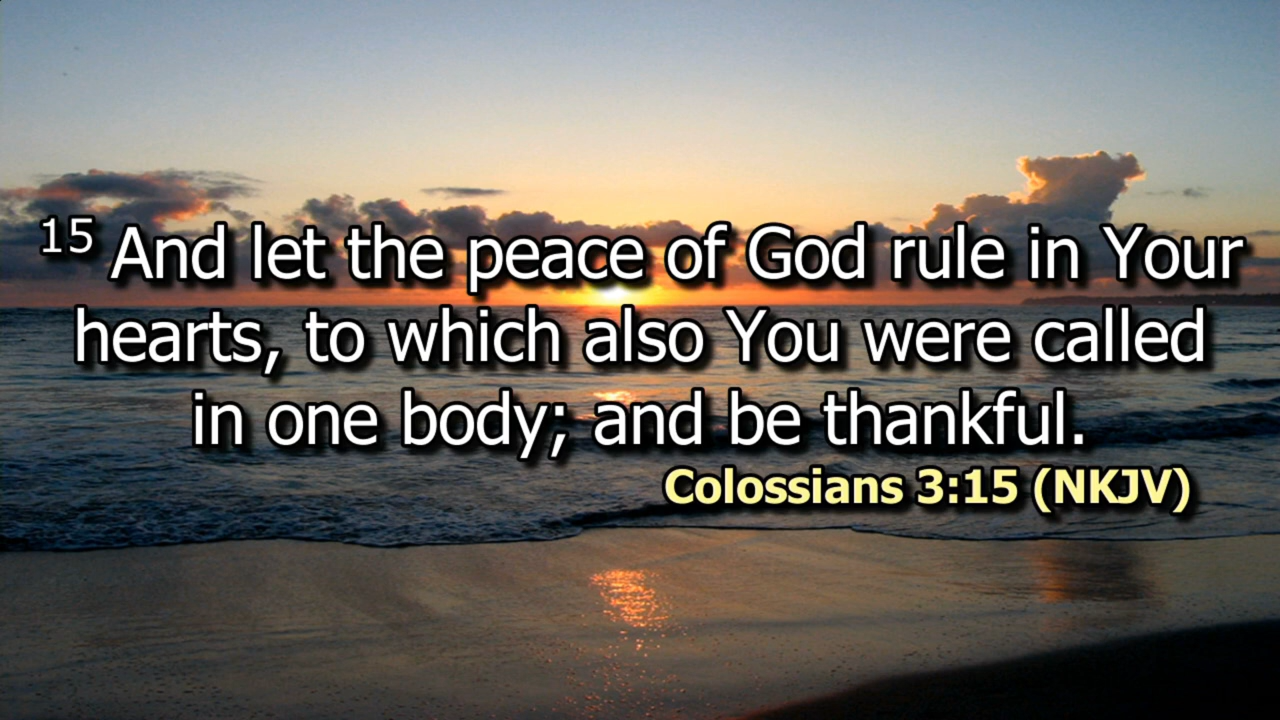 15 And let the peace of God rule in Your
hearts, to which also You were called
in one body; and be thankful.
Colossians 3:15 (NKJV)